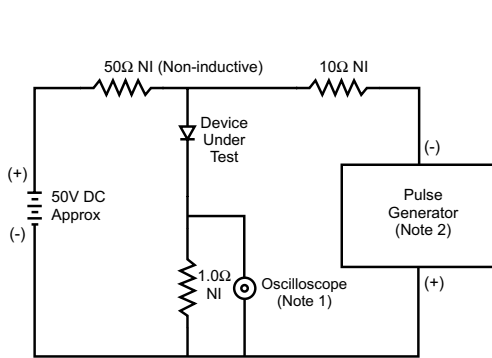 50Ω NI (Non-inductive)
10Ω NI
Device
Under
Test
(+)
50V DC
Approx
(-)
(-)
Pulse
Generator
(Note 2)
(+)
1.0Ω
NI
Oscilloscope
(Note 1)